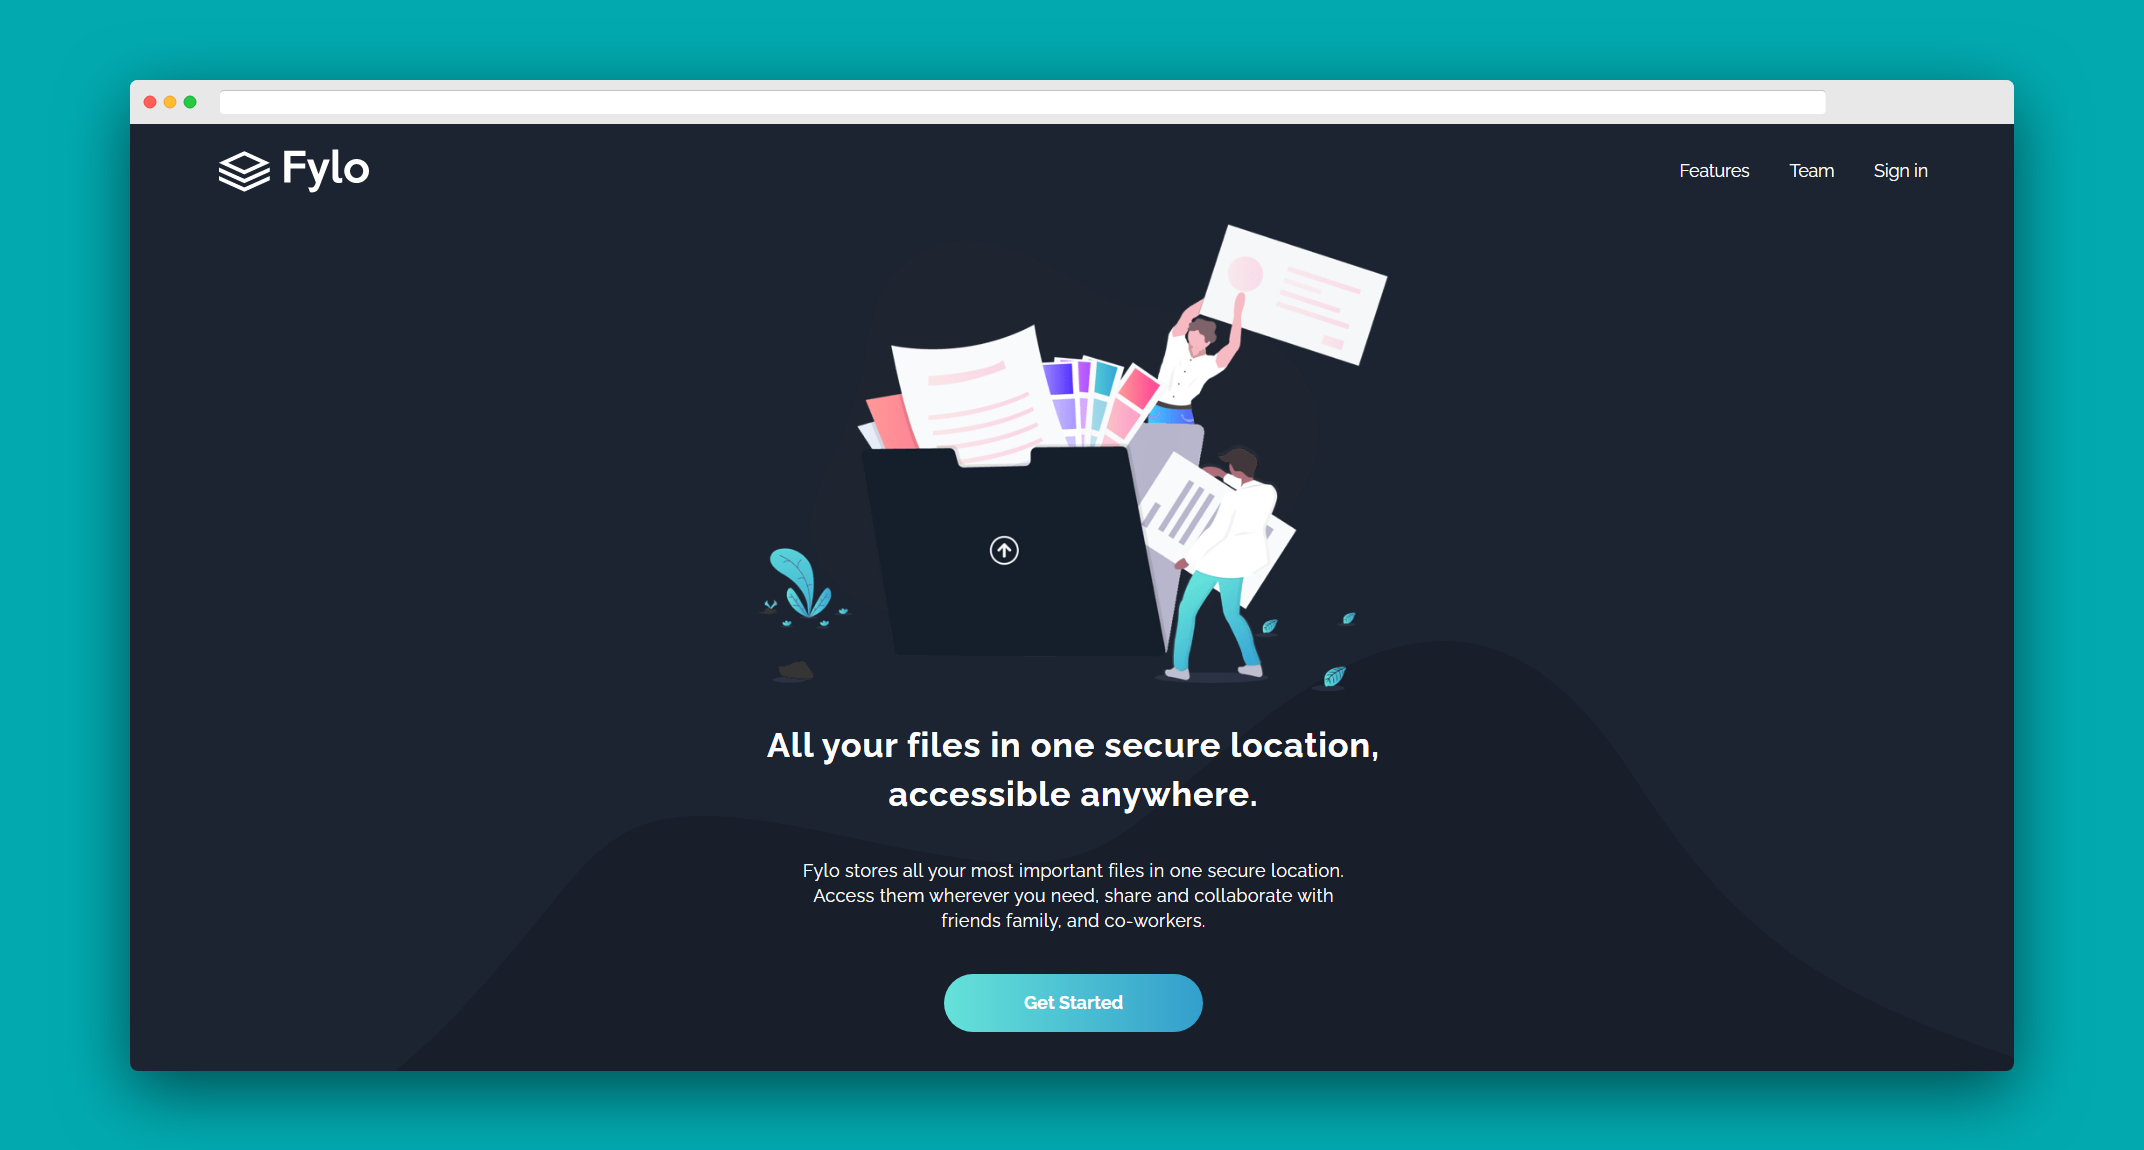 Fylo
Features Team Sign in
All your files in one secure location,
accessible anywhere.
Fylo stores all your most important files in one secure location.
Access them wherever you need, share and collaborate with
friends family, and co-workers.
Get Started